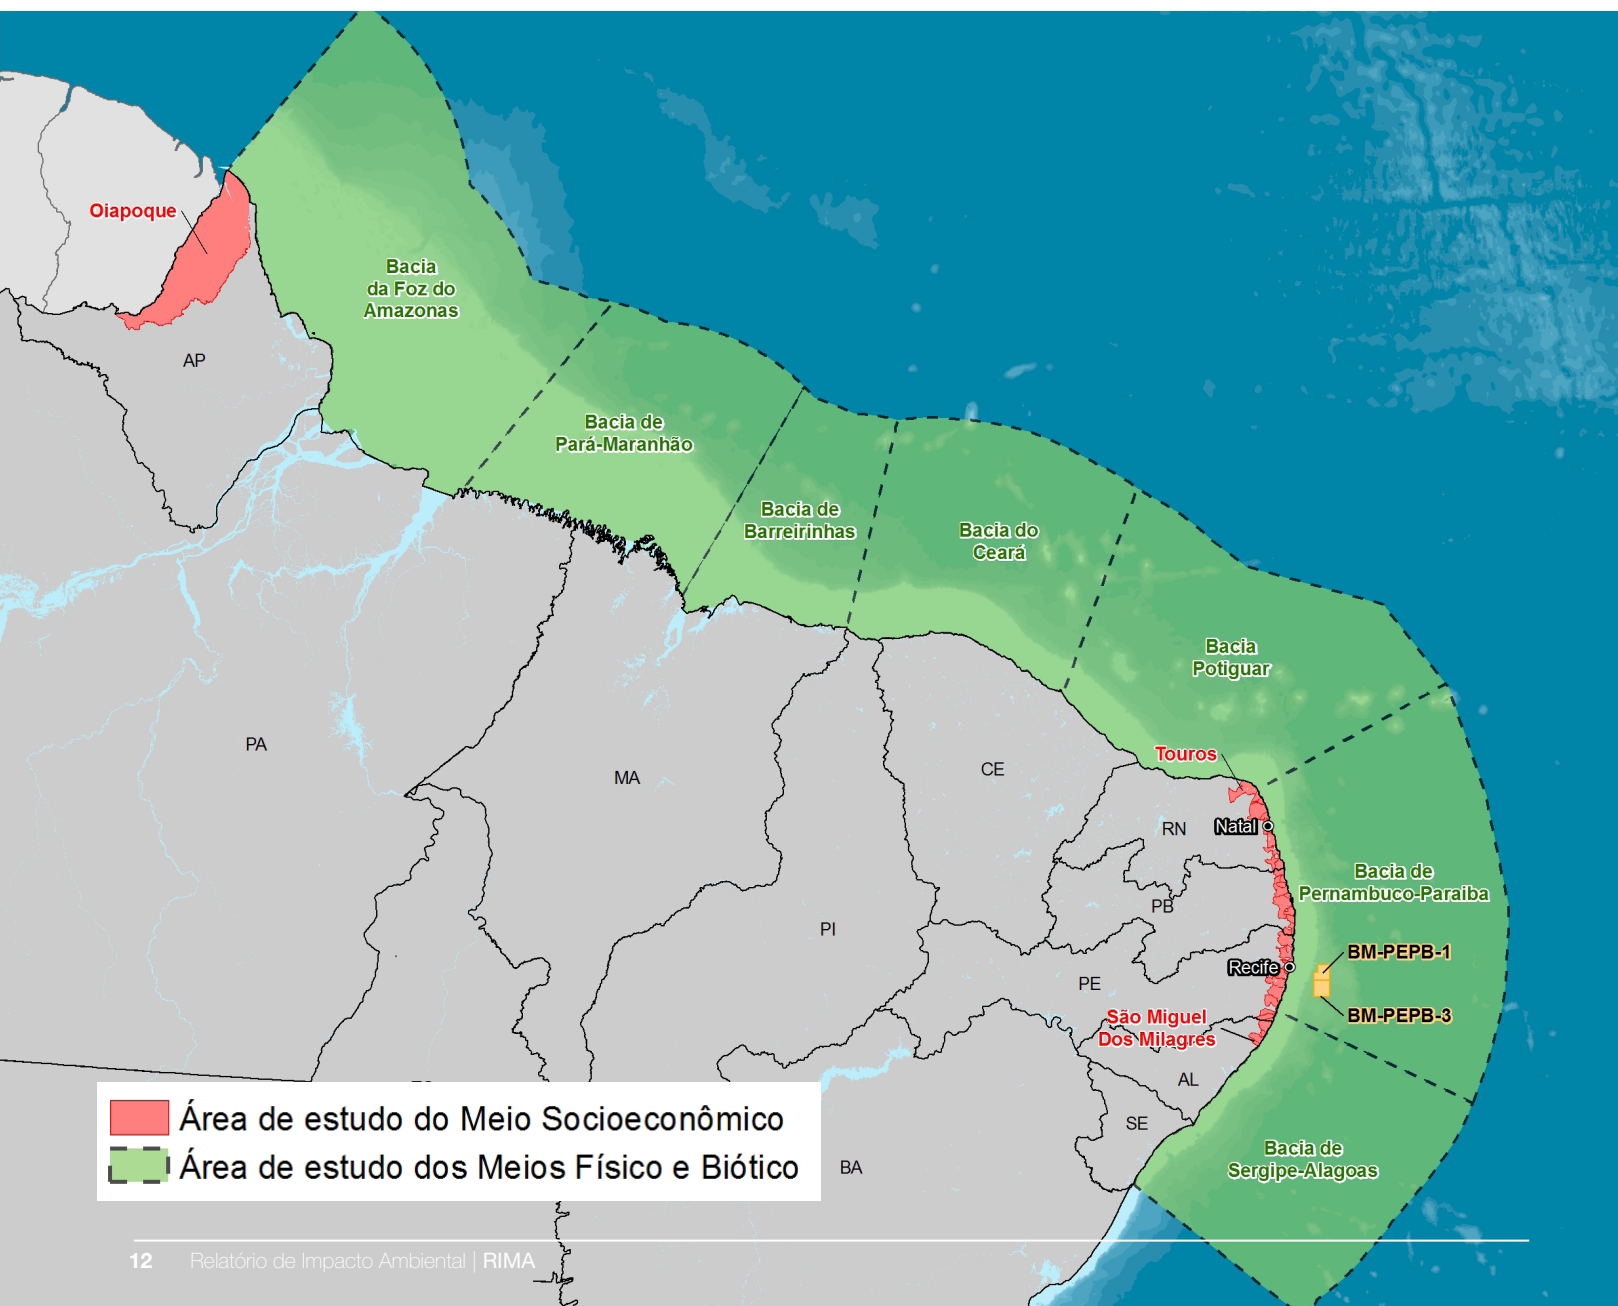 Oiapoque
Bacia
da Foz do
Amazonas
AP
Bacia de
Pará-Maranhão
Bacia de
Barreirinhas
Bacia do
Ceará
Bacia
Potiguar
PA
MA
CE
Touros
RN
Natal
Bacia de
Pernambuco-Paraiba
PB
PI
BM-PEPB-1
Recife
PE
BM-PEPB-3
São Miguel
Dos Milagres
AL
SE
Bacia de
Sergipe-Alagoas
BA
Área de estudo do Meio Socioeconômico
Área de estudo dos Meios Físico e Biótico
12 Relatório de Impacto Ambiental | RIMA